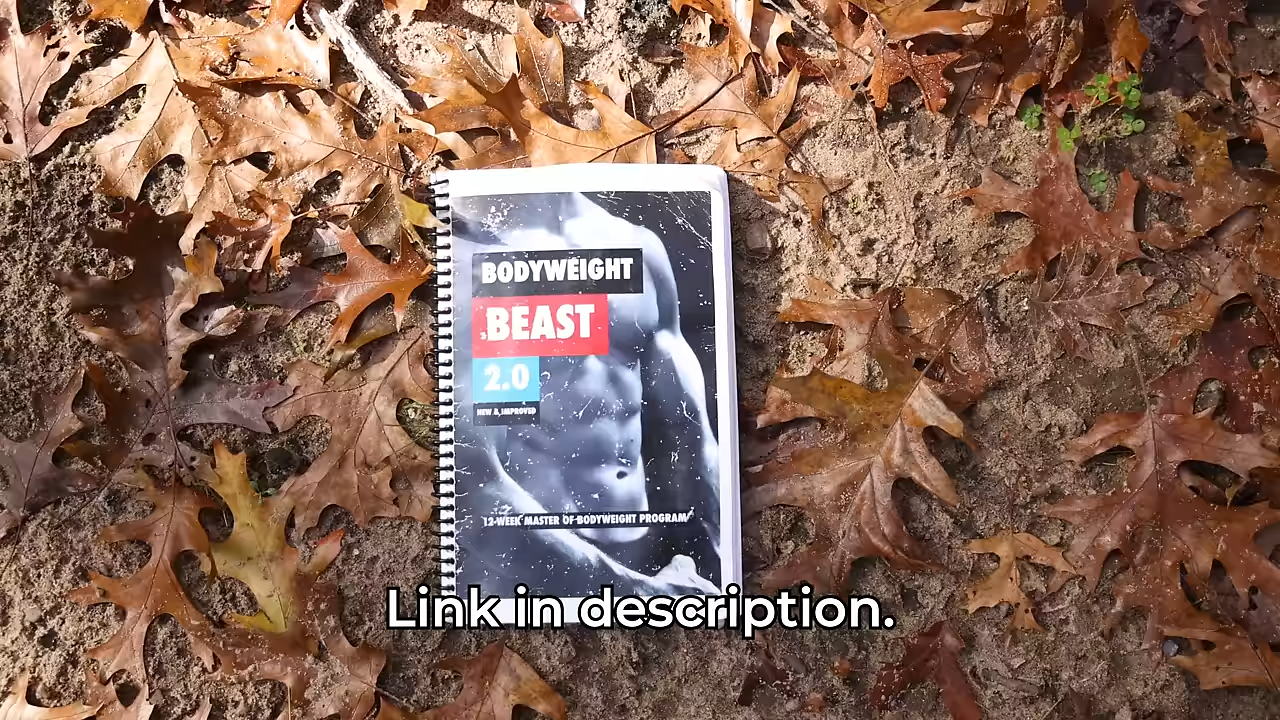 BODYWEIGHT
BEAST
2.0
NEW & IMPROVED
12-WEEK MASTER OF BODYWEIGHT PROGRAM
Link in description.